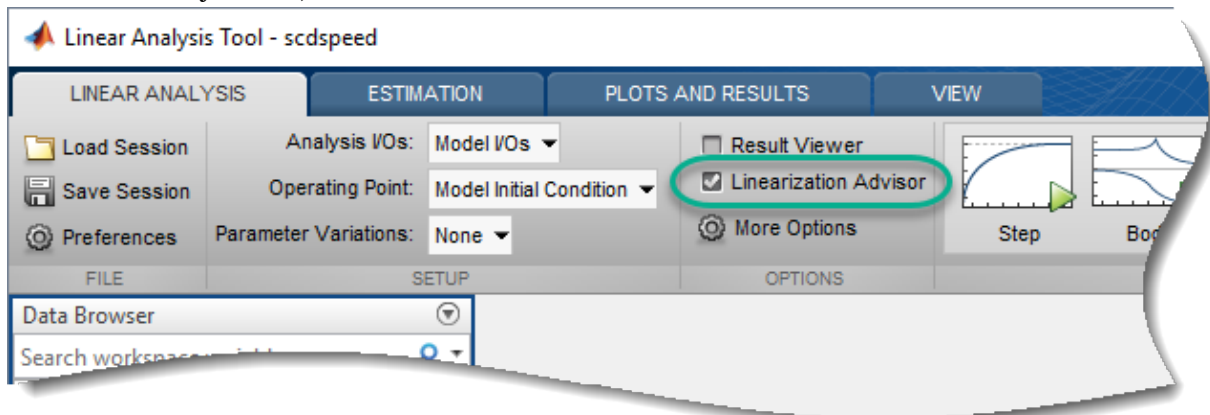 Linear Analysis Tool - scdspeed
LINEAR ANALYSIS ESTIMATION PLOTS AND RESULTS VIEW
Load Session Analysis I/Os: Model I/Os Result Viewer
Save Session Operating Point: Model Initial Condition Linearization Advisor
Preferences Parameter Variations: None More Options Step
FILE SETUP OPTIONS
Data Browser
Search workspace